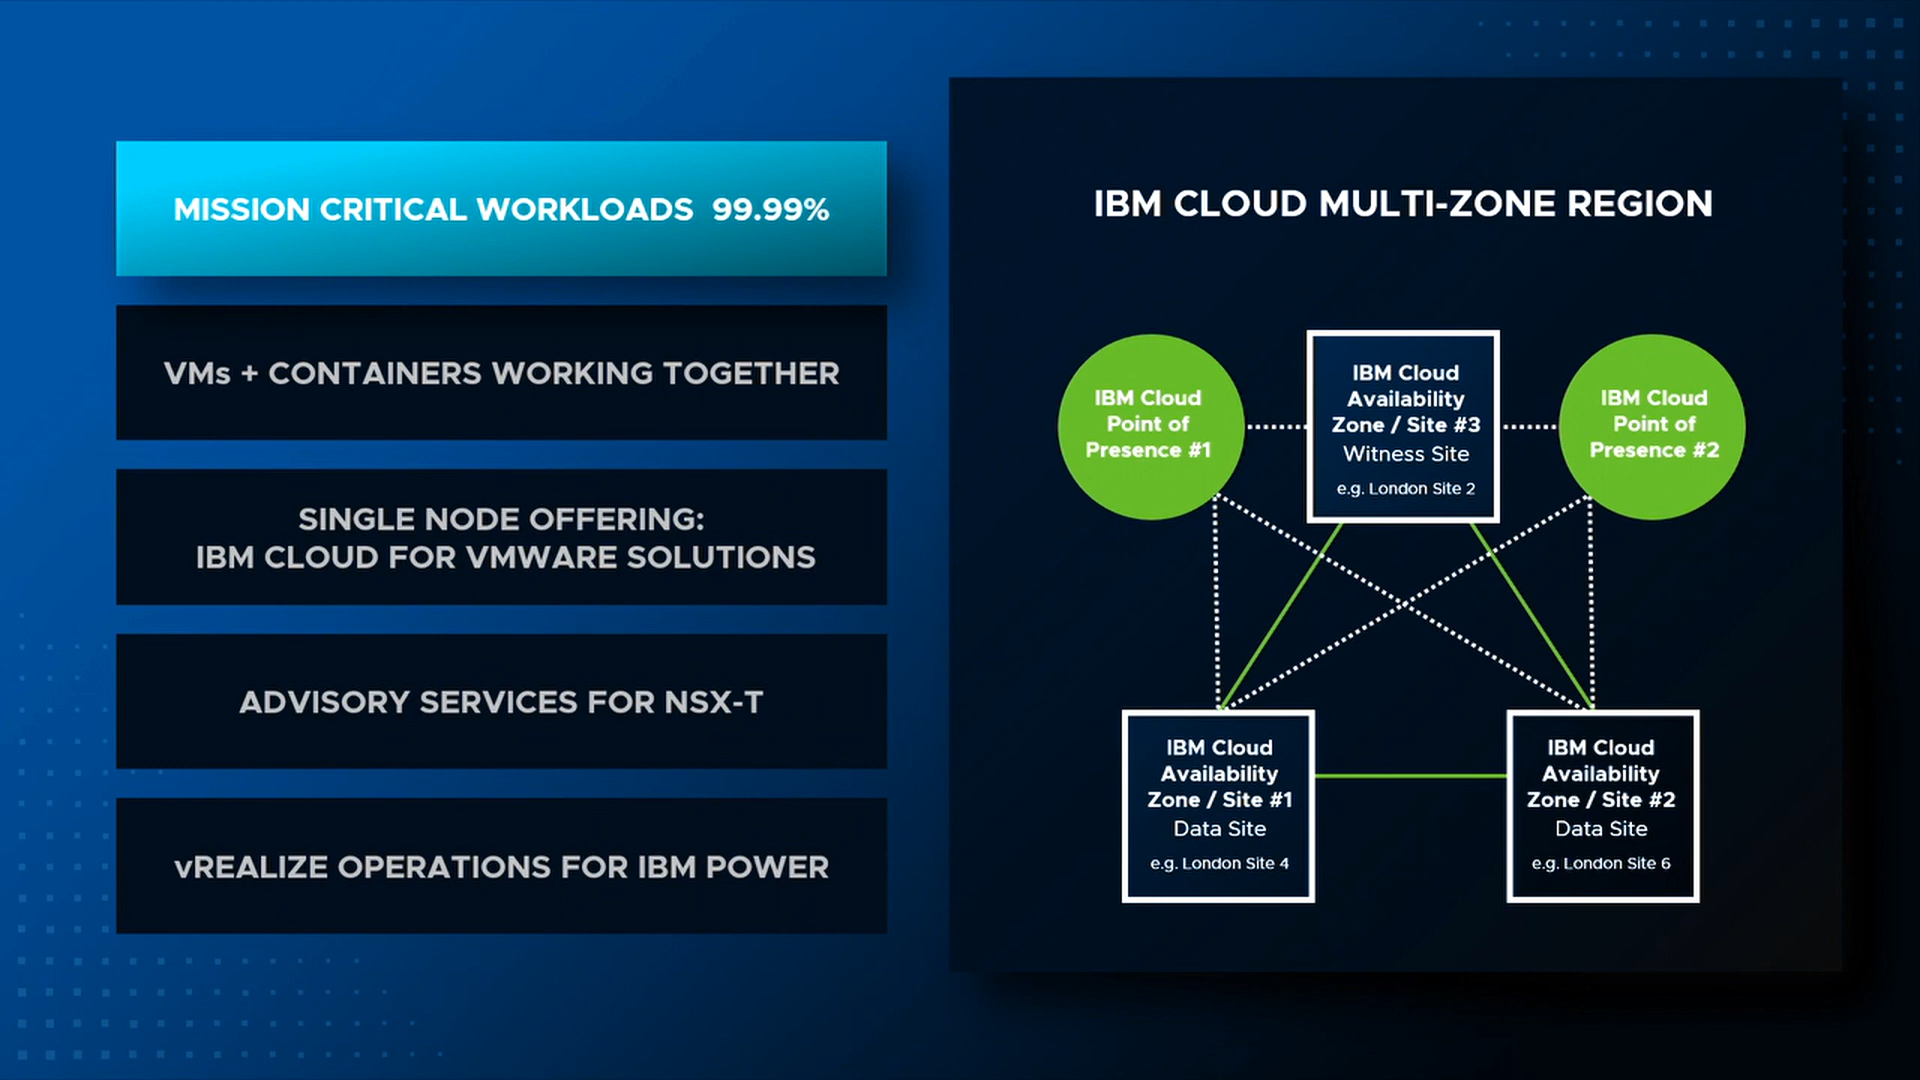 MISSION CRITICAL WORKLOADS 99.99%
VMs + CONTAINERS WORKING TOGETHER
SINGLE NODE OFFERING:
IBM CLOUD FOR VMWARE SOLUTIONS
ADVISORY SERVICES FOR NSX-T
vREALIZE OPERATIONS FOR IBM POWER
IBM CLOUD MULTI-ZONE REGION
IBM Cloud
Point of
Presence #1
IBM Cloud
Availability
Zone / Site #3
Witness Site
e.g. London Site 2
IBM Cloud
Point of
Presence #2
IBM Cloud
Availability
Zone / Site #1
Data Site
e.g. London Site 4
IBM Cloud
Availability
Zone / Site #2
Data Site
e.g. London Site 6